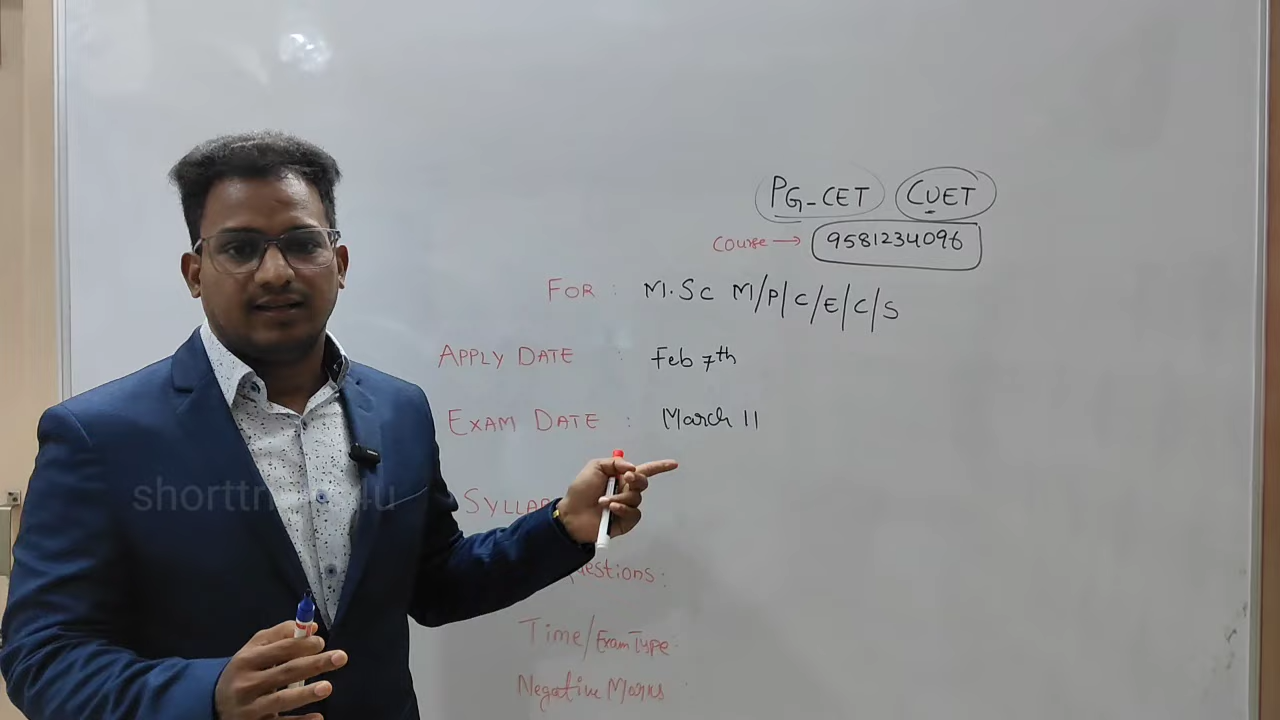 PG-CET CUET
Course → 9581234096
FOR : M.Sc M/P/C/E/C/S
APPLY DATE : Feb 7th
EXAM DATE : March 11
Time/Exam Type
Negative Marks